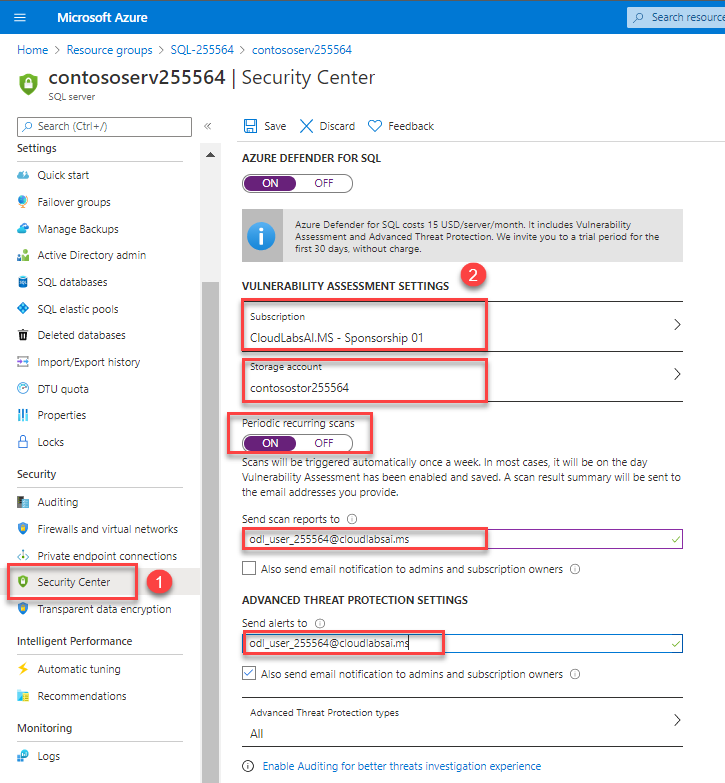 Microsoft Azure
Search resource
Home > Resource groups > SQL-255564 > contososerv255564
contososerv255564 | Security Center
SQL server
Search (Ctrl+/)
«
Settings
Quick start
Failover groups
Manage Backups
Active Directory admin
SQL databases
SQL elastic pools
Deleted databases
Import/Export history
DTU quota
Properties
Locks
Security
Auditing
Firewalls and virtual networks
Private endpoint connections
Security Center
1
Transparent data encryption
Intelligent Performance
Automatic tuning
Recommendations
Monitoring
Logs
Save Discard Feedback
AZURE DEFENDER FOR SQL
ON OFF
Azure Defender for SQL costs 15 USD/server/month. It includes Vulnerability
Assessment and Advanced Threat Protection. We invite you to a trial period for the
first 30 days, without charge.
2
VULNERABILITY ASSESSMENT SETTINGS
Subscription
CloudLabsAI.MS - Sponsorship 01
Storage account
contosostor255564
Periodic recurring scans
ON OFF
Scans will be triggered automatically once a week. In most cases, it will be on the day
Vulnerability Assessment has been enabled and saved. A scan result summary will be sent to
the email addresses you provide.
Send scan reports to
odl_user_255564@cloudlabsai.ms
Also send email notification to admins and subscription owners
ADVANCED THREAT PROTECTION SETTINGS
Send alerts to
odl_user_255564@cloudlabsai.ms
Also send email notification to admins and subscription owners
Advanced Threat Protection types
All
Enable Auditing for better threats investigation experience